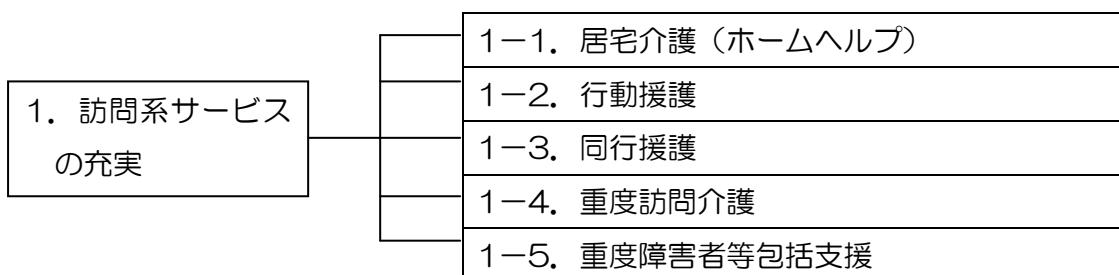 1．訪問系サービス
の充実
1－1．居宅介護（ホームヘルプ）
1－2．行動援護
1－3．同行援護
1－4．重度訪問介護
1－5．重度障害者等包括支援